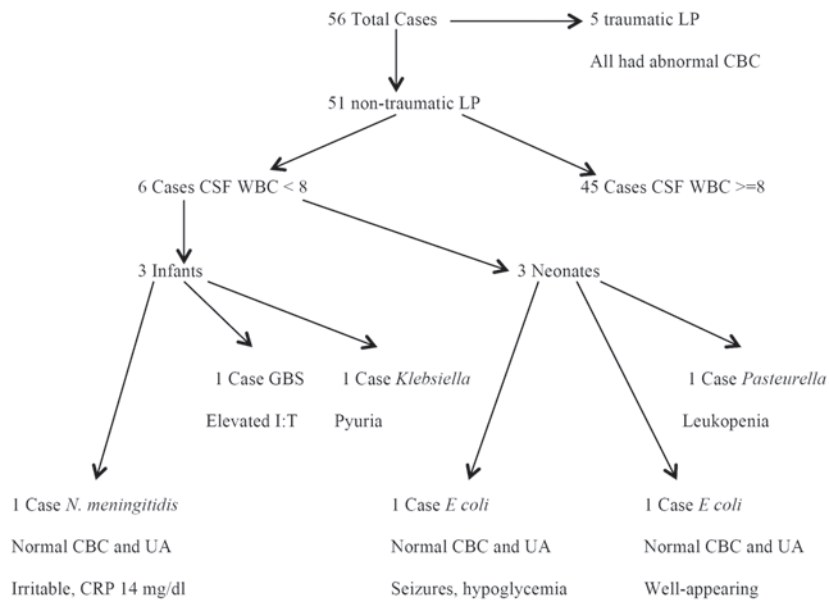 56 Total Cases
5 traumatic LP
All had abnormal CBC
51 non-traumatic LP
6 Cases CSF WBC < 8
45 Cases CSF WBC >=8
3 Infants
3 Neonates
1 Case GBS
Elevated I:T
1 Case Klebsiella
Pyuria
1 Case Pasteurella
Leukopenia
1 Case N. meningitidis
Normal CBC and UA
Irritable, CRP 14 mg/dl
1 Case E coli
Normal CBC and UA
Seizures, hypoglycemia
1 Case E coli
Normal CBC and UA
Well-appearing